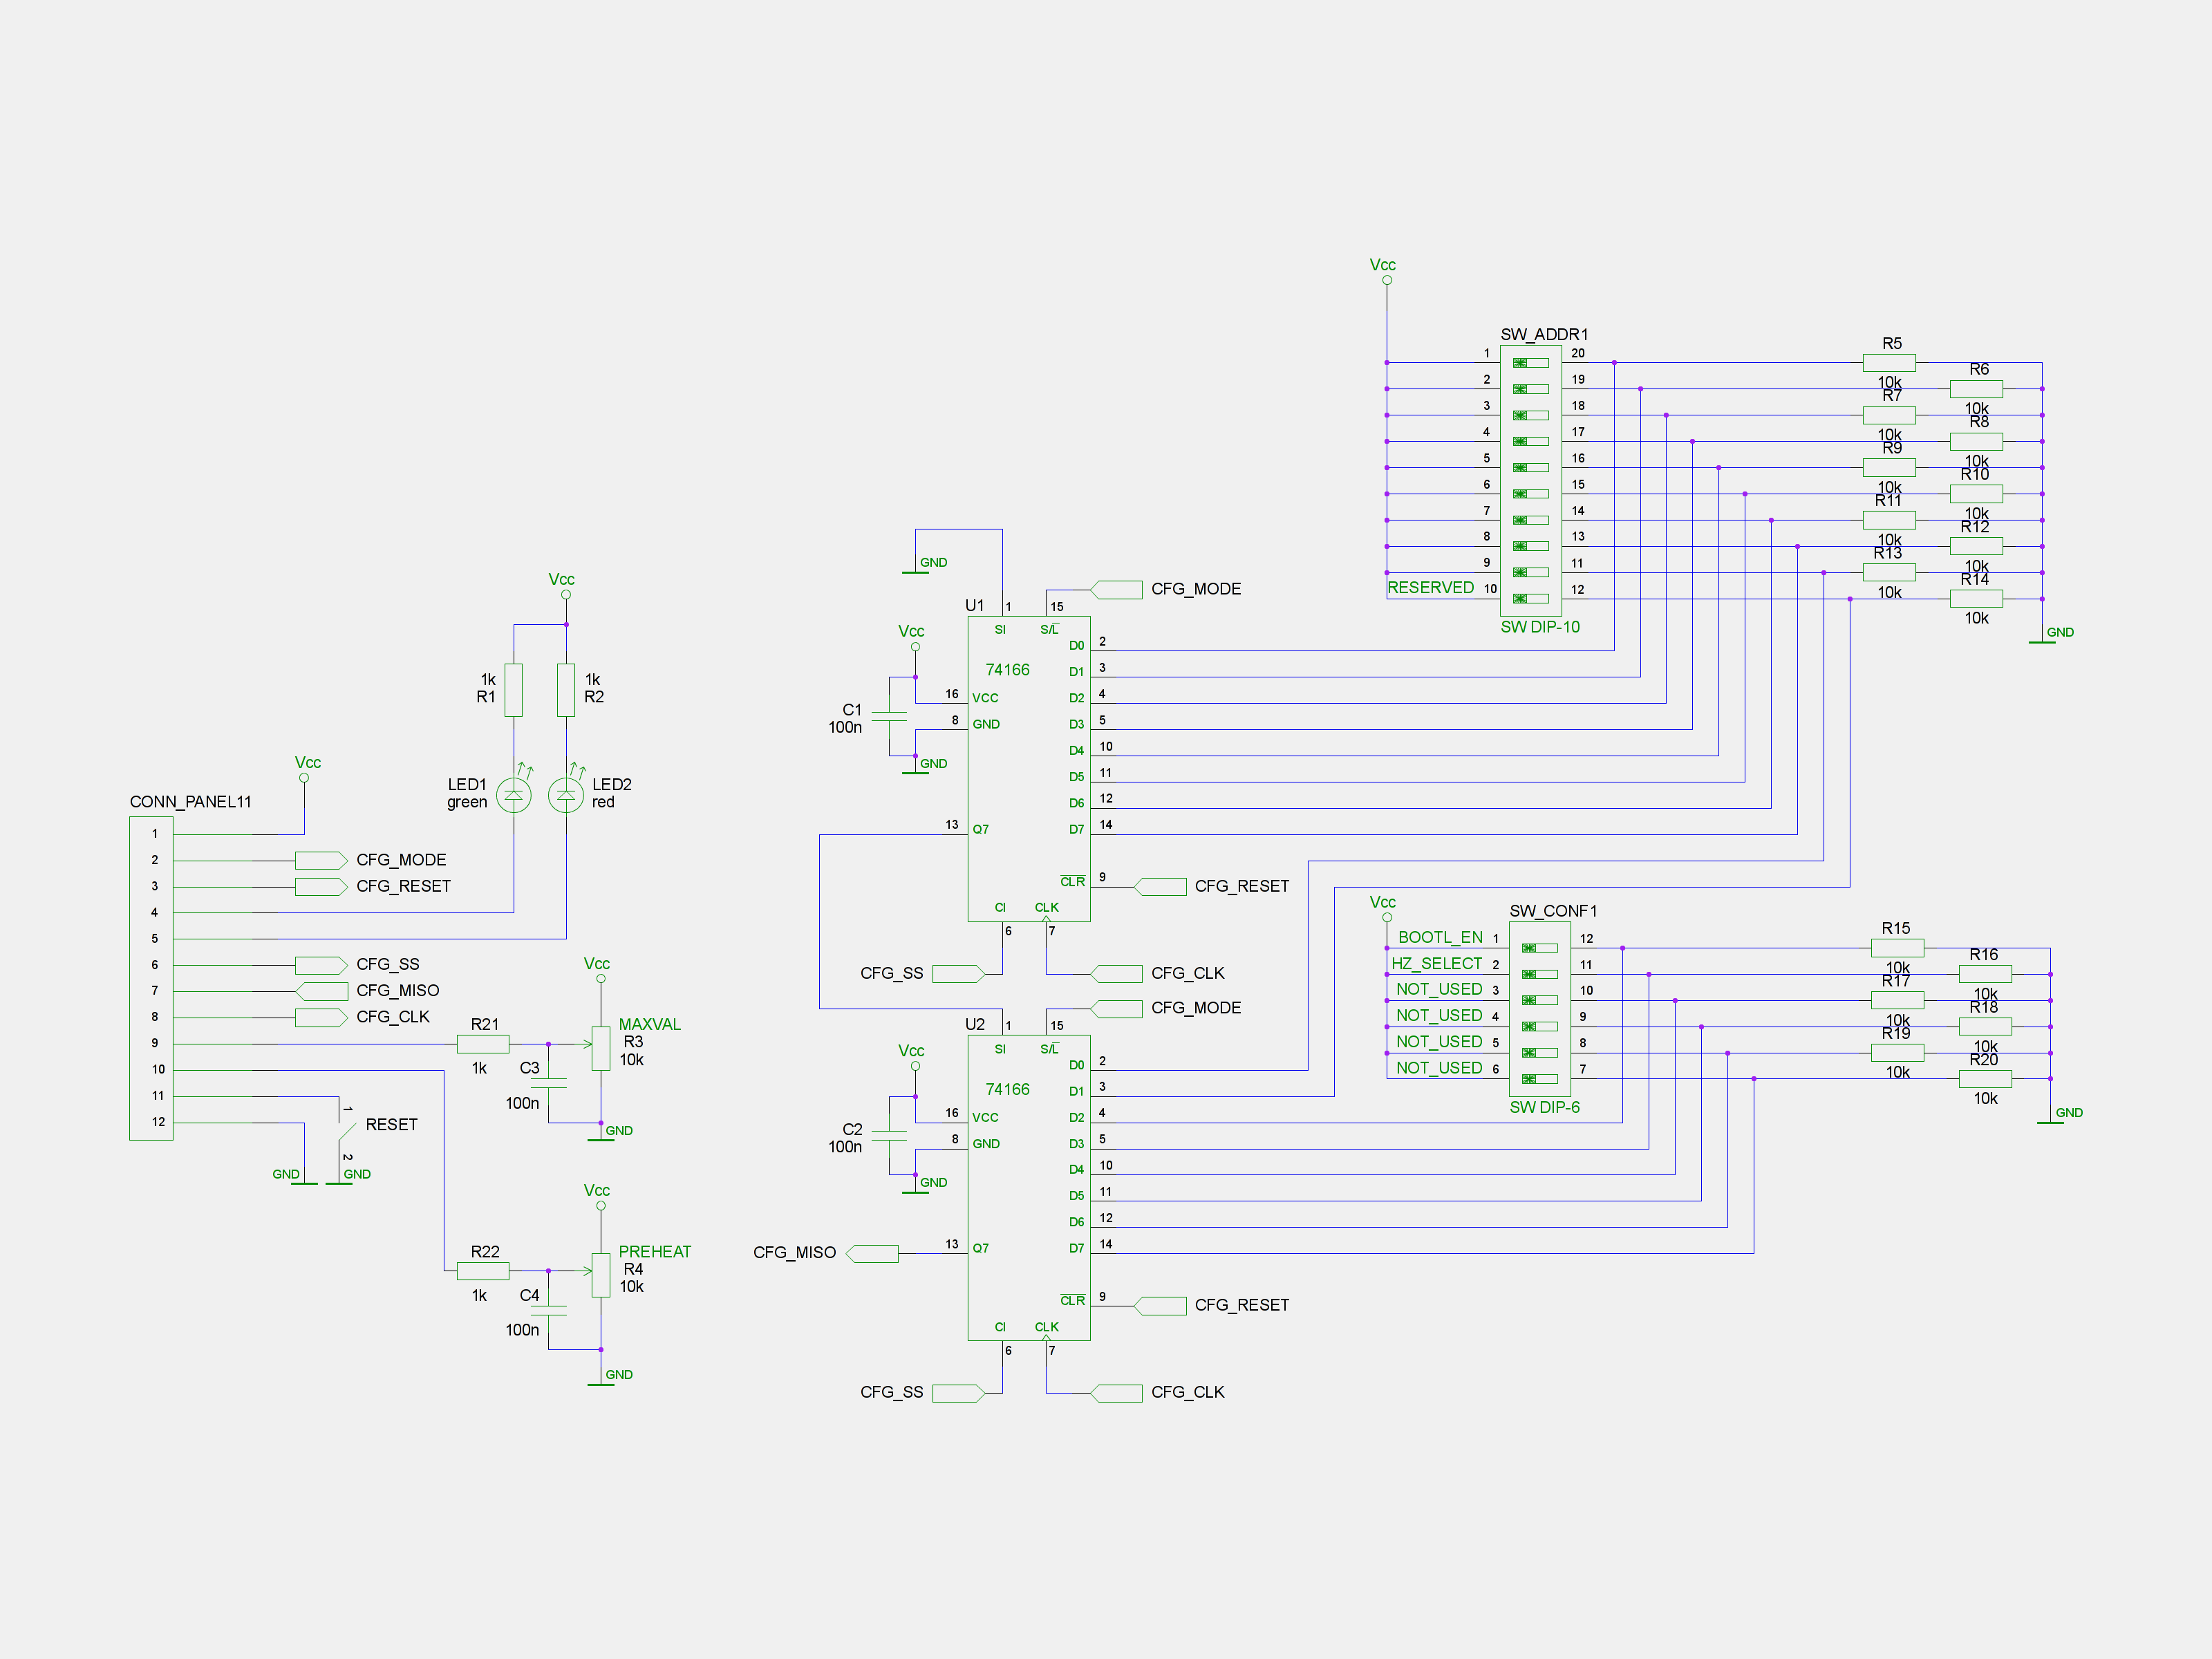 Vcc
SW_ADDR1
1 20
2 19
3 18
4 17
5 16
6 15
7 14
8 13
9 11
RESERVED 10 12
SW DIP-10
R5
10k
R6
10k
R7
10k
R8
10k
R9
10k
R10
10k
R11
10k
R12
10k
R13
10k
R14
10k
GND
GND
U1
1 15
CFG_MODE
SI S/L
74166
Vcc
C1
100n
16 VCC
8 GND
GND
D0 2
D1 3
D2 4
D3 5
D4 10
D5 11
D6 12
D7 14
13 Q7
CLR 9
CFG_RESET
CI CLK
6 7
CFG_SS
CFG_CLK
Vcc
1k
R1
1k
R2
LED1
green
LED2
red
Vcc
CONN_PANEL11
1
2 CFG_MODE
3 CFG_RESET
4
5
6 CFG_SS
7 CFG_MISO
8 CFG_CLK
9
10
11
12
1
RESET
2
GND
GND
R21
1k
C3
100n
Vcc
MAXVAL
R3
10k
GND
R22
1k
C4
100n
Vcc
PREHEAT
R4
10k
GND
U2
1 15
CFG_MODE
SI S/L
74166
Vcc
C2
100n
16 VCC
8 GND
GND
D0 2
D1 3
D2 4
D3 5
D4 10
D5 11
D6 12
D7 14
CFG_MISO
13 Q7
CLR 9
CFG_RESET
CI CLK
6 7
CFG_SS
CFG_CLK
Vcc
SW_CONF1
BOOTL_EN 1 12
HZ_SELECT 2 11
NOT_USED 3 10
NOT_USED 4 9
NOT_USED 5 8
NOT_USED 6 7
SW DIP-6
R15
10k
R16
10k
R17
10k
R18
10k
R19
10k
R20
10k
GND